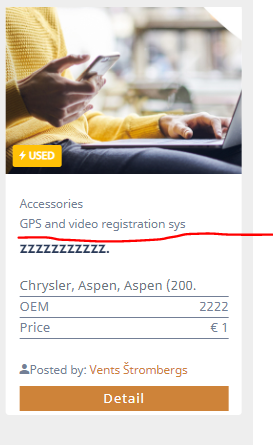 USED
Accessories
GPS and video registration sys
zzzzzzzzzzz.
Chrysler, Aspen, Aspen (200.
OEM 2222
Price € 1
Posted by: Vents Štrombergs
Detail